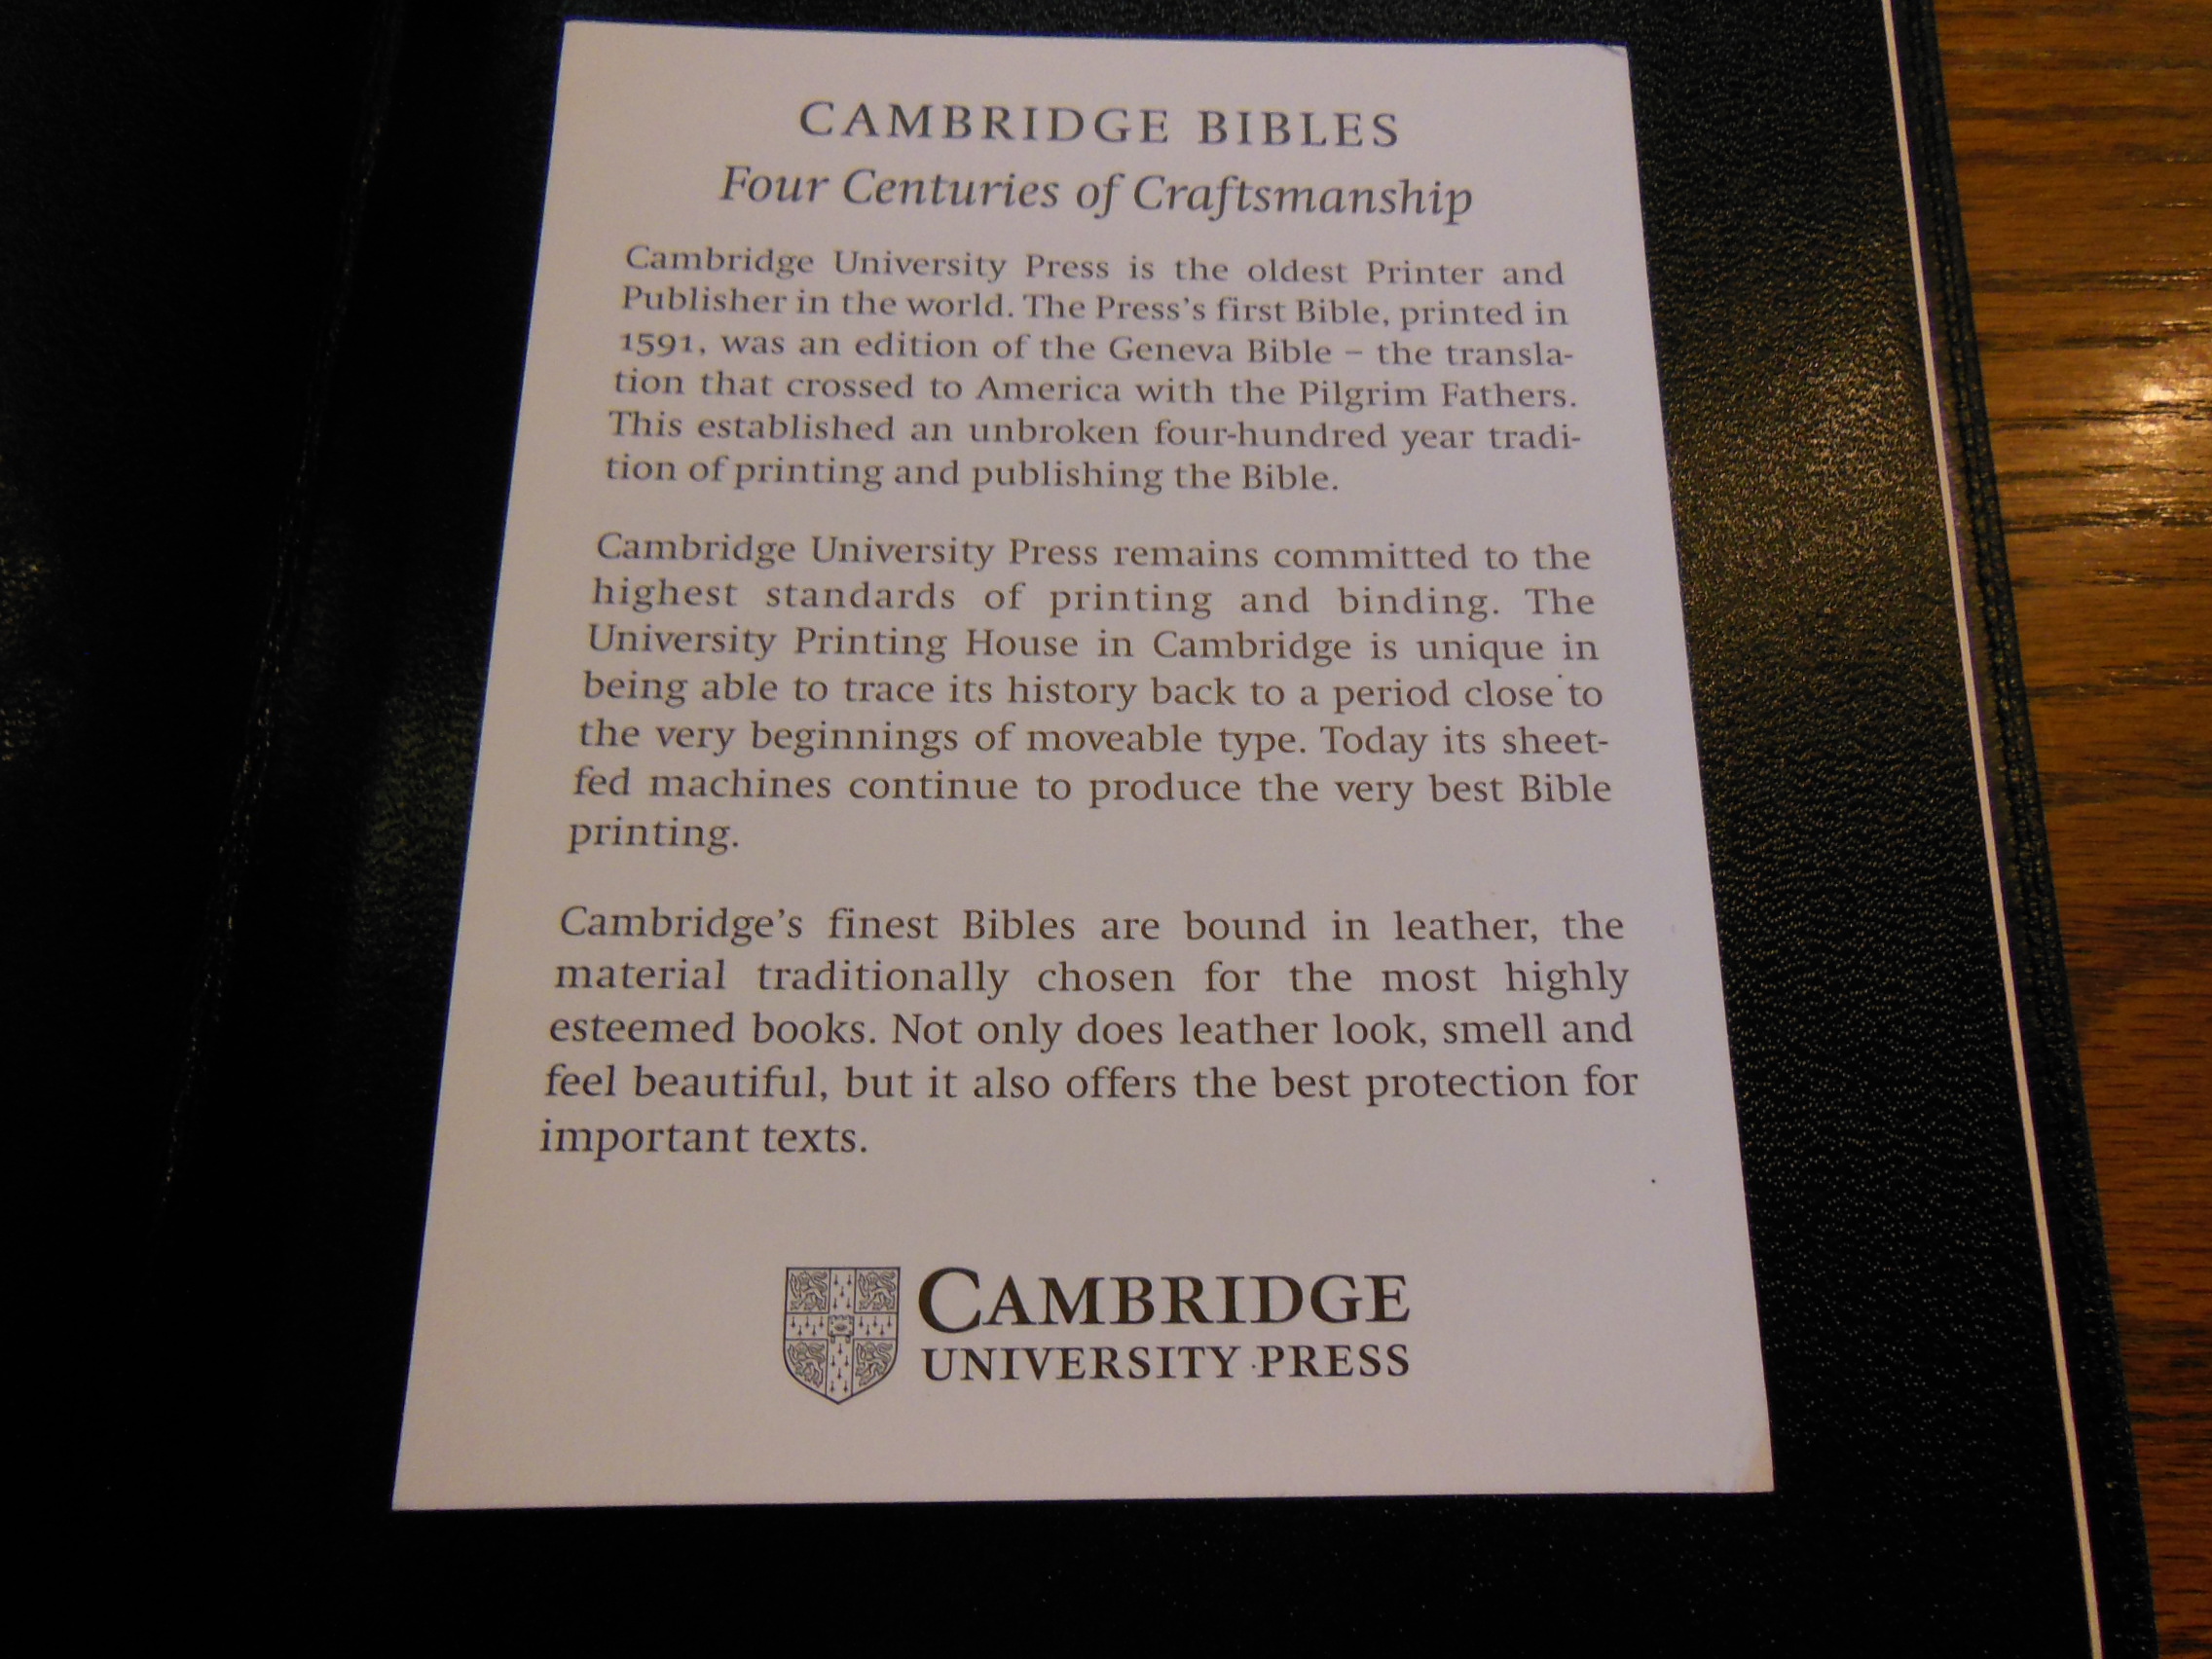 CAMBRIDGE BIBLES
Four Centuries of Craftsmanship
Cambridge University Press is the oldest Printer and
Publisher in the world. The Press's first Bible, printed in
1591, was an edition of the Geneva Bible – the transla-
tion that crossed to America with the Pilgrim Fathers.
This established an unbroken four-hundred year tradi-
tion of printing and publishing the Bible.
Cambridge University Press remains committed to the
highest standards of printing and binding. The
University Printing House in Cambridge is unique in
being able to trace its history back to a period close to
the very beginnings of moveable type. Today its sheet-
fed machines continue to produce the very best Bible
printing.
Cambridge's finest Bibles are bound in leather, the
material traditionally chosen for the most highly
esteemed books. Not only does leather look, smell and
feel beautiful, but it also offers the best protection for
important texts.
CAMBRIDGE
UNIVERSITY PRESS